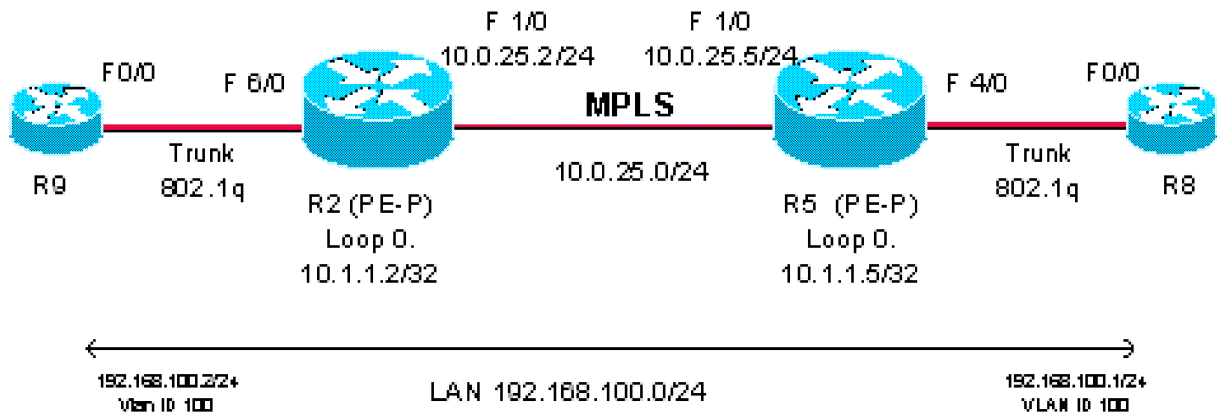 F 1/0
10.0.25.2/24
F 1/0
10.0.25.5/24
F0/0
F 6/0
F 4/0
F0/0
MPLS
Trunk
802.1q
10.0.25.0/24
Trunk
802.1q
R9
R2 (PE-P)
Loop 0.
10.1.1.2/32
R5 (PE-P)
Loop 0.
10.1.1.5/32
R8
192.168.100.2/24
Vlan ID 100
LAN 192.168.100.0/24
192.168.100.1/24
VLAN ID 100